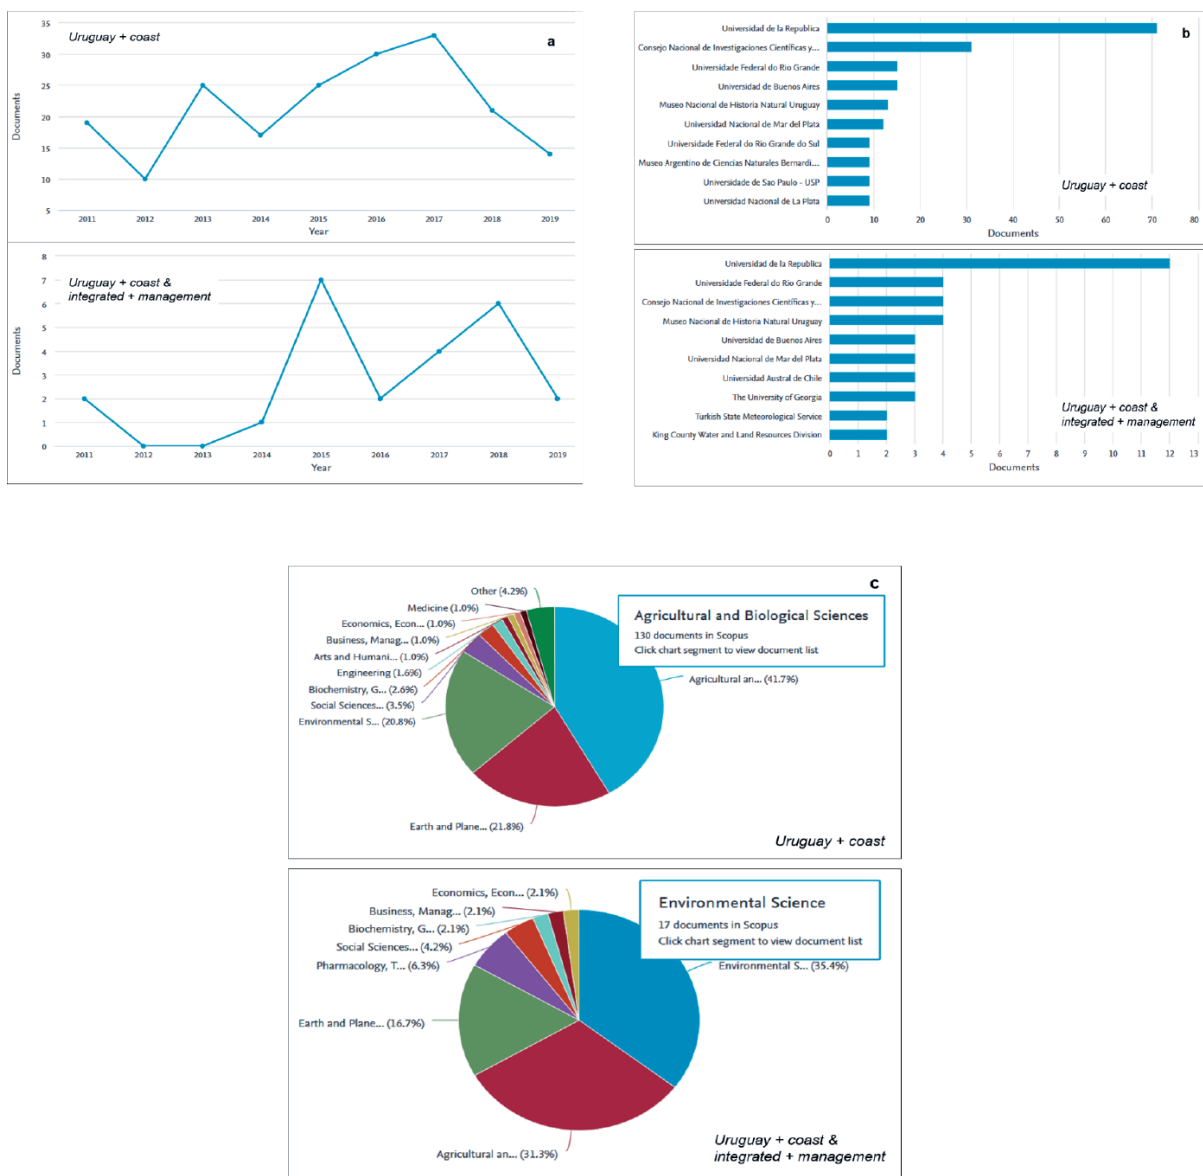 a
Uruguay + coast
Documents
35
30
25
20
15
10
5
2011 2012 2013 2014 2015 2016 2017 2018 2019
Year
Uruguay + coast &
integrated + management
Documents
8
7
6
5
4
3
2
1
0
2011 2012 2013 2014 2015 2016 2017 2018 2019
Year
b
Universidad de la Republica
Consejo Nacional de Investigaciones Científicas y...
Universidade Federal do Rio Grande
Universidad de Buenos Aires
Museo Nacional de Historia Natural Uruguay
Universidad Nacional de Mar del Plata
Universidade Federal do Rio Grande do Sul
Museo Argentino de Ciencias Naturales Bernardi...
Universidade de Sao Paulo - USP
Universidad Nacional de La Plata
Uruguay + coast
0 10 20 30 40 50 60 70 80
Documents
Universidad de la Republica
Universidade Federal do Rio Grande
Consejo Nacional de Investigaciones Científicas y...
Museo Nacional de Historia Natural Uruguay
Universidad de Buenos Aires
Universidad Nacional de Mar del Plata
Universidad Austral de Chile
The University of Georgia
Turkish State Meteorological Service
King County Water and Land Resources Division
Uruguay + coast &
integrated + management
0 1 2 3 4 5 6 7 8 9 10 11 12 13
Documents
c
Other (4.2%)
Medicine (1.0%)
Economics, Econ... (1.0%)
Business, Manag... (1.0%)
Arts and Humani... (1.0%)
Engineering (1.6%)
Biochemistry, G... (2.6%)
Social Sciences... (3.5%)
Environmental S... (20.8%)
Earth and Plane... (21.8%)
Agricultural and Biological Sciences
130 documents in Scopus
Click chart segment to view document list
Agricultural an... (41.7%)
Uruguay + coast
Economics, Econ... (2.1%)
Business, Manag... (2.1%)
Biochemistry, G... (2.1%)
Social Sciences... (4.2%)
Pharmacology, T... (6.3%)
Earth and Plane... (16.7%)
Agricultural an... (31.3%)
Environmental Science
17 documents in Scopus
Click chart segment to view document list
Environmental S... (35.4%)
Uruguay + coast &
integrated + management